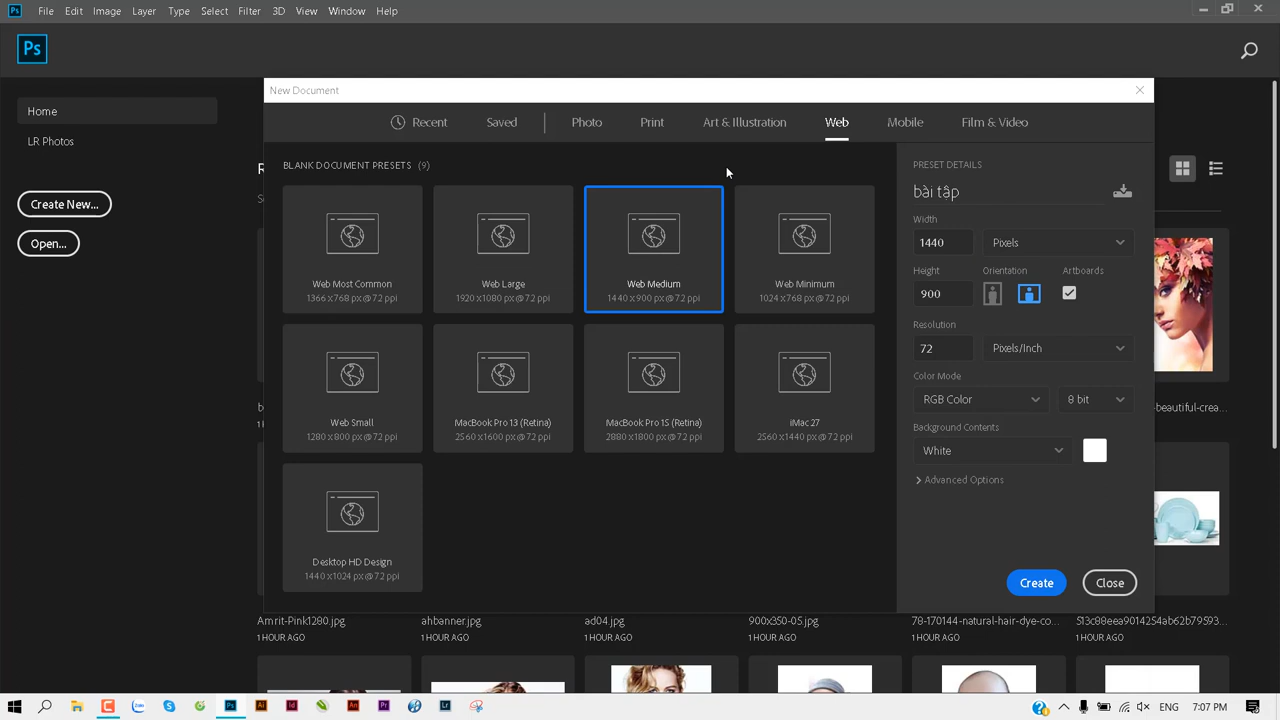 Ps File Edit Image Layer Type Select Filter 3D View Window Help
Ps
New Document
Home
LR Photos
Create New...
Open...
Recent Saved Photo Print Art & Illustration Web Mobile Film & Video
BLANK DOCUMENT PRESETS (9)
Web Most Common
1366 x 768 px @ 72 ppi
Web Large
1920 x 1080 px @ 72 ppi
Web Medium
1440 x 900 px @ 72 ppi
Web Minimum
1024 x 768 px @ 72 ppi
Web Small
1280 x 800 px @ 72 ppi
MacBook Pro 13 (Retina)
2560 x 1600 px @ 72 ppi
MacBook Pro 15 (Retina)
2880 x 1800 px @ 72 ppi
iMac 27
2560 x 1440 px @ 72 ppi
Desktop HD Design
1440 x 1024 px @ 72 ppi
PRESET DETAILS
bài tập
Width
1440 Pixels
Height Orientation Artboards
900
Resolution
72 Pixels/Inch
Color Mode
RGB Color 8 bit
Background Contents
White
Advanced Options
Create Close
-beautiful-crea...
Amrit-Pink1280.jpg ahbanner.jpg ad04.jpg 900x350-05.jpg 78-170144-natural-hair-dye-co... 513c88eea9014254ab62b79593...
1 HOUR AGO 1 HOUR AGO 1 HOUR AGO 1 HOUR AGO 1 HOUR AGO 1 HOUR AGO
Zalo Ps Ai Id An Pr Lr ENG 7:07 PM